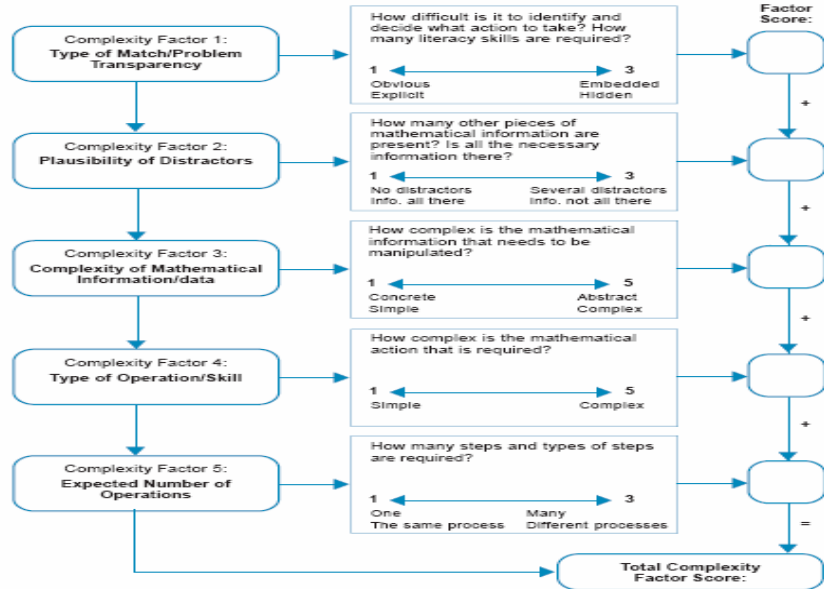 Factor
Score:
Complexity Factor 1:
Type of Match/Problem
Transparency
How difficult is it to identify and
decide what action to take? How
many literacy skills are required?
1 3
Obvious Embedded
Explicit Hidden
+
Complexity Factor 2:
Plausibility of Distractors
How many other pieces of
mathematical information are
present? Is all the necessary
information there?
1 3
No distractors Several distractors
Info. all there Info. not all there
+
Complexity Factor 3:
Complexity of Mathematical
Information/data
How complex is the mathematical
information that needs to be
manipulated?
1 5
Concrete Abstract
Simple Complex
+
Complexity Factor 4:
Type of Operation/Skill
How complex is the mathematical
action that is required?
1 5
Simple Complex
+
Complexity Factor 5:
Expected Number of
Operations
How many steps and types of steps
are required?
1 3
One Many
The same process Different processes
=
Total Complexity
Factor Score: